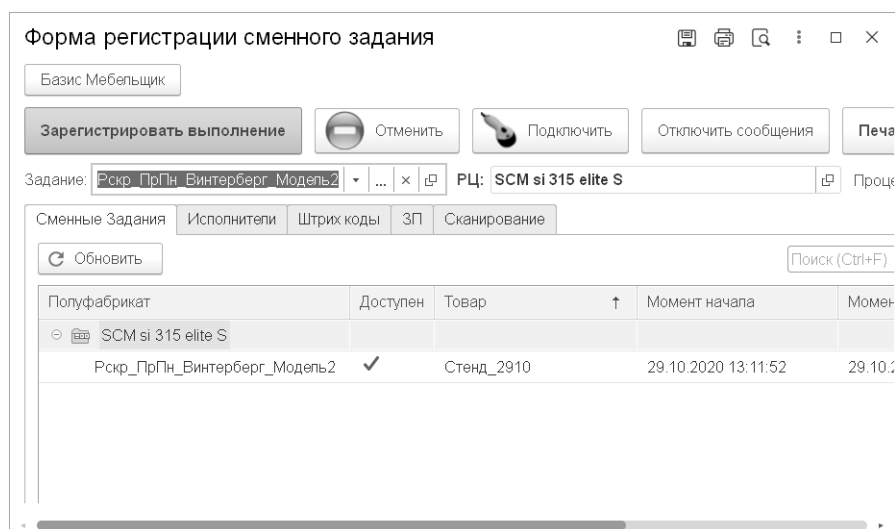 Форма регистрации сменного задания
Базис Мебельщик
Зарегистрировать выполнение Отменить Подключить Отключить сообщения Печа
Задание: Рскр_ПрПн_Винтерберг_Модель2 ... РЦ: SCM si 315 elite S Проце
Сменные Задания Исполнители Штрих коды ЗП Сканирование
Обновить Поиск (Ctrl+F)
Полуфабрикат Доступен Товар Момент начала Момен
SCM si 315 elite S
Рскр_ПрПн_Винтерберг_Модель2 Стенд_2910 29.10.2020 13:11:52 29.10.2